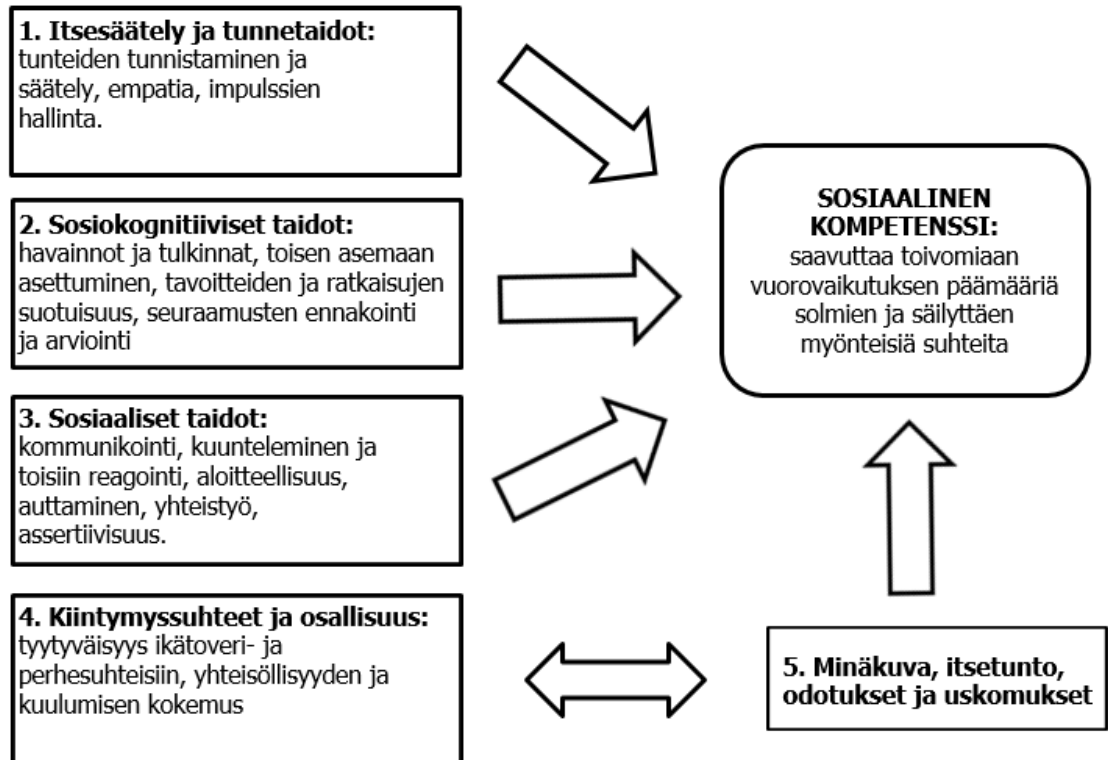 1. Itsesäätely ja tunnetaidot:
tunteiden tunnistaminen ja
säätely, empatia, impulssien
hallinta.
2. Sosiokognitiiviset taidot:
havainnot ja tulkinnat, toisen asemaan
asettuminen, tavoitteiden ja ratkaisujen
suotuisuus, seuraamusten ennakointi
ja arviointi
3. Sosiaaliset taidot:
kommunikointi, kuunteleminen ja
toisiin reagointi, aloitteellisuus,
auttaminen, yhteistyö,
assertiivisuus.
4. Kiintymyssuhteet ja osallisuus:
tyytyväisyys ikätoveri- ja
perhesuhteisiin, yhteisöllisyyden ja
kuulumisen kokemus
SOSIAALINEN
KOMPETENSSI:
saavuttaa toivomiaan
vuorovaikutuksen päämääriä
solmien ja säilyttäen
myönteisiä suhteita
5. Minäkuva, itsetunto,
odotukset ja uskomukset